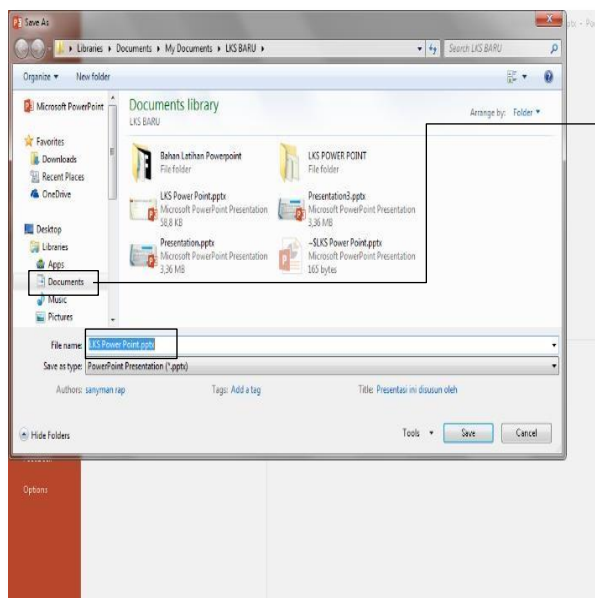 Save As
Libraries ▸ Documents ▸ My Documents ▸ LKS BARU ▸
Search LKS BARU
Organize ▾ New folder
Microsoft PowerPoint
Favorites
Downloads
Recent Places
OneDrive
Desktop
Libraries
Apps
Documents
Music
Pictures
Documents library
LKS BARU
Arrange by: Folder ▾
Bahan Latihan Powerpoint
File folder
LKS POWER POINT
File folder
LKS Power Point.pptx
Microsoft PowerPoint Presentation
58,8 KB
Presentation3.pptx
Microsoft PowerPoint Presentation
3,36 MB
Presentation.pptx
Microsoft PowerPoint Presentation
3,36 MB
~SLKS Power Point.pptx
Microsoft PowerPoint Presentation
165 bytes
File name: LKS Power Point.pptx
Save as type: PowerPoint Presentation (*.pptx)
Authors: sanyman rap
Tags: Add a tag
Title: Presentasi ini disusun oleh
Hide Folders
Tools ▾ Save Cancel
Options